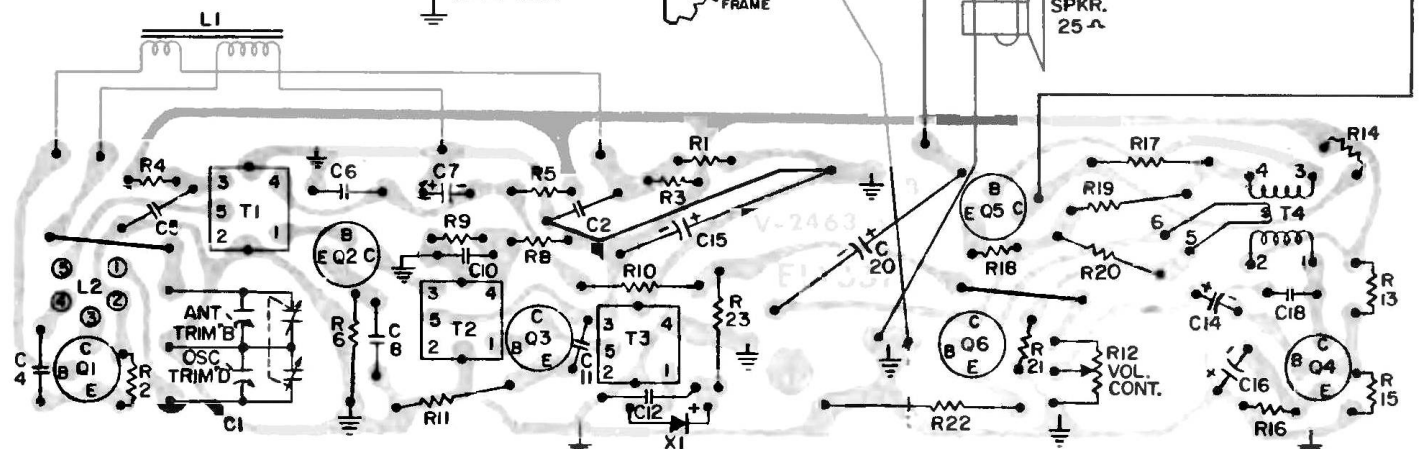 L1
FRAME
SPKR.
25Ω
R4
C5
3 4
5 T1
2 1
C6
C7
+ -
R5
C2
R1
R3
- +
C15
V-2463
- +
C
20
B
E Q5 C
R17
R19
R18
R20
6
5
4 3
T4
2 1
R14
B
E Q2 C
R9
C10
R8
R10
5 1
L2
4 2
3
ANT.
TRIM "B"
OSC.
TRIM "D"
C1
C
4
C
Q1
B
E
R
2
R
6
C
8
3 4
5 T2
2 1
C
Q3
B
E
C
11
3 4
5 T3
2 1
R
23
R11
C12
X1
+
C
B Q6
E
R
21
R12
VOL.
CONT.
R22
+ -
C14
C18
R
13
- +
C16
C
B Q4
E
R
15
R16